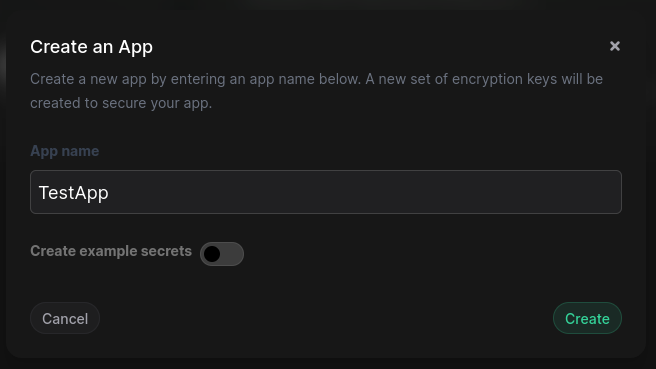 Create an App
Create a new app by entering an app name below. A new set of encryption keys will be
created to secure your app.
App name
TestApp
Create example secrets
Cancel
Create